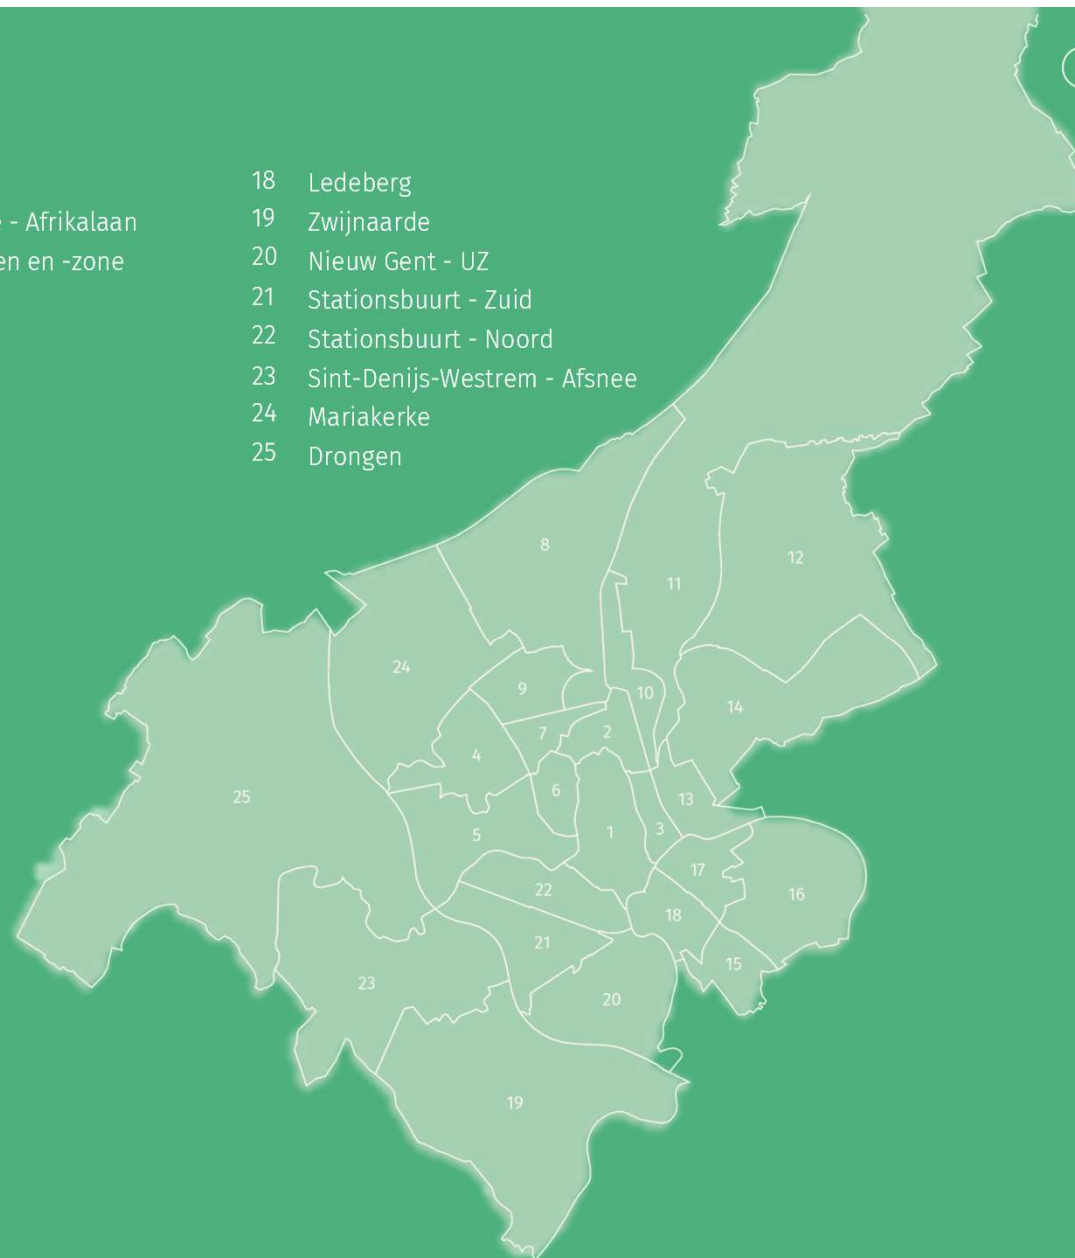 - Afrikalaan
en en -zone
18 Ledeberg
19 Zwijnaarde
20 Nieuw Gent - UZ
21 Stationsbuurt - Zuid
22 Stationsbuurt - Noord
23 Sint-Denijs-Westrem - Afsnee
24 Mariakerke
25 Drongen
8
12
11
24
9
10
14
7
2
4
6
25
13
5
3
1
17
22
16
18
21
15
23
20
19